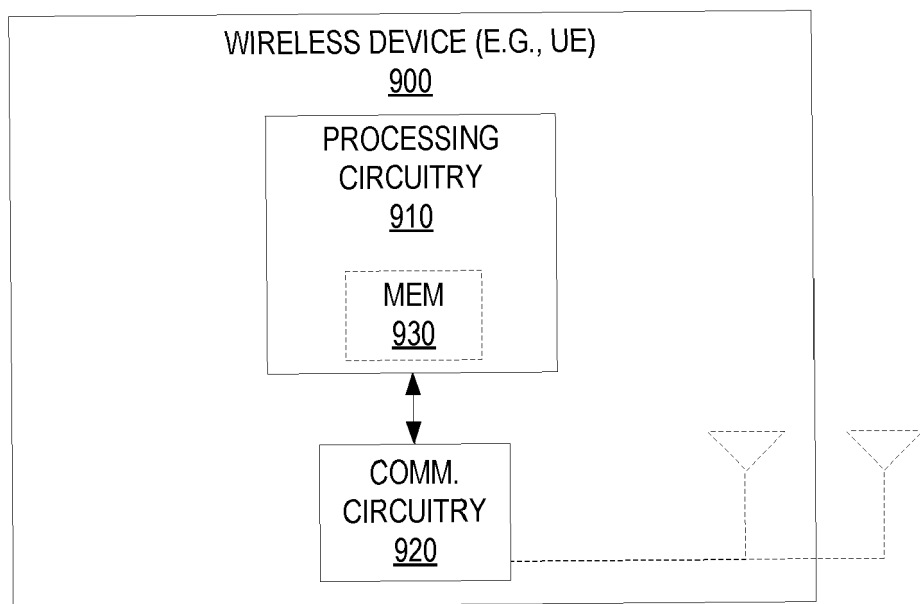 WIRELESS DEVICE (E.G., UE)
900
PROCESSING
CIRCUITRY
910
MEM
930
COMM.
CIRCUITRY
920